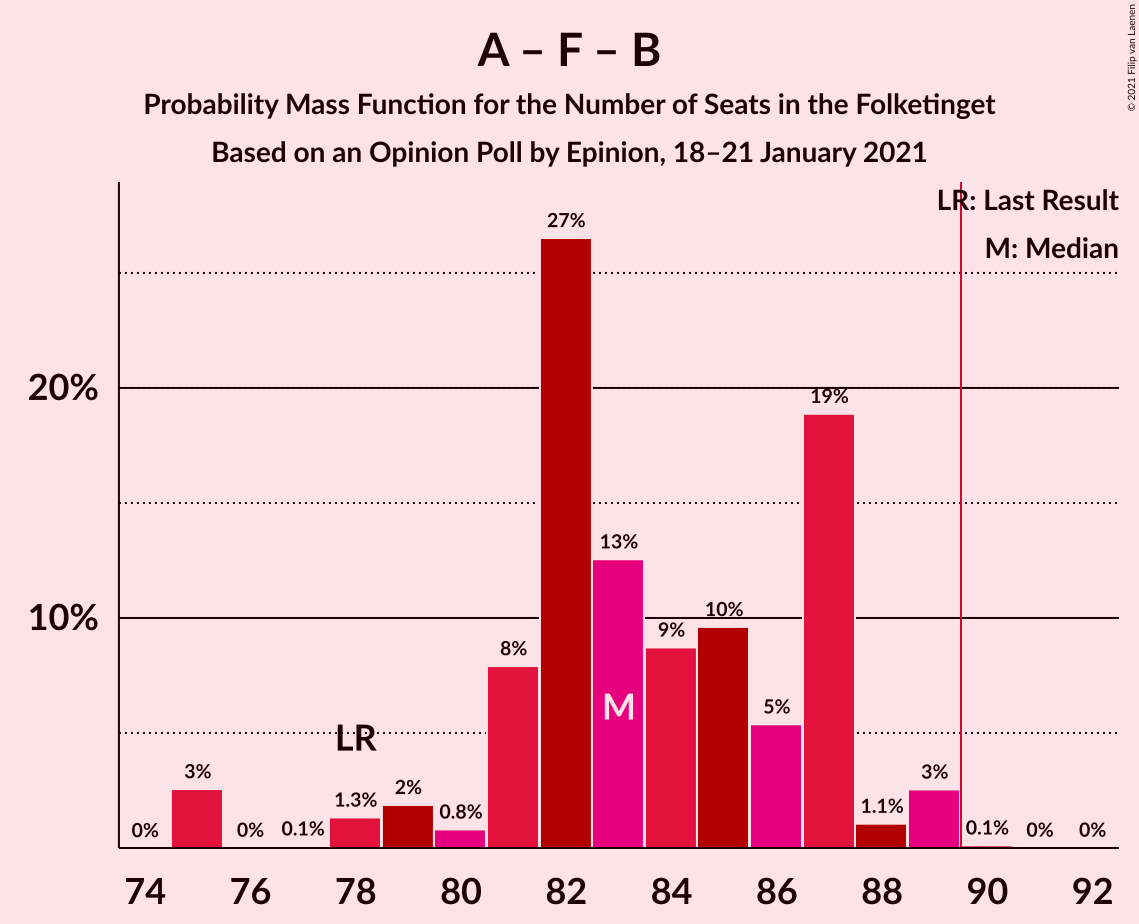 A – F – B
Probability Mass Function for the Number of Seats in the Folketinget
Based on an Opinion Poll by Epinion, 18–21 January 2021
© 2021 Filip van Laenen
LR: Last Result
M: Median
20%
10%
0%
3%
0%
0.1%
1.3%
2%
0.8%
8%
27%
13%
9%
10%
5%
19%
1.1%
3%
0.1%
0%
0%
LR
M
74 76 78 80 82 84 86 88 90 92